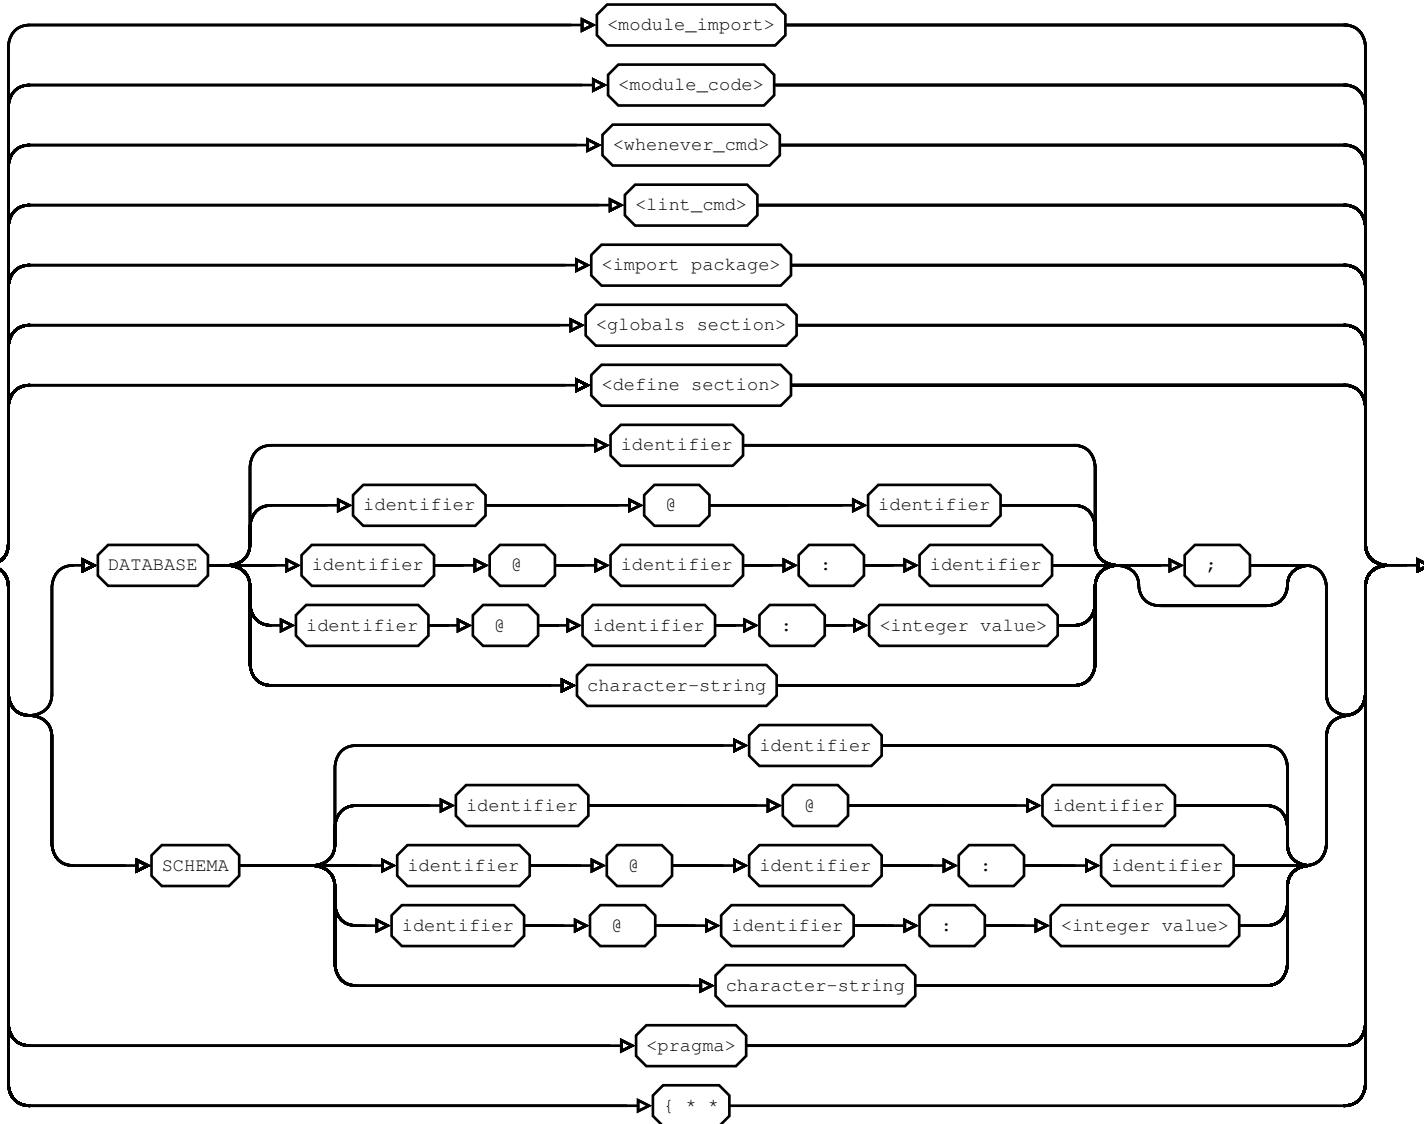 <module_import>
<module_code>
<whenever_cmd>
<lint_cmd>
<import package>
<globals section>
<define section>
identifier
identifier @ identifier
DATABASE identifier @ identifier : identifier ;
identifier @ identifier : <integer value>
character-string
identifier
identifier @ identifier
SCHEMA identifier @ identifier : identifier
identifier @ identifier : <integer value>
character-string
<pragma>
{ * *